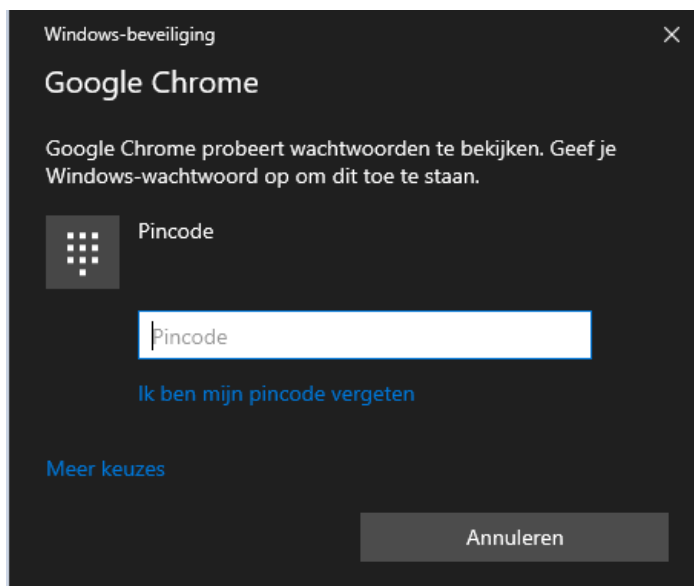 Windows-beveiliging
Google Chrome
Google Chrome probeert wachtwoorden te bekijken. Geef je
Windows-wachtwoord op om dit toe te staan.
Pincode
Pincode
Ik ben mijn pincode vergeten
Meer keuzes
Annuleren